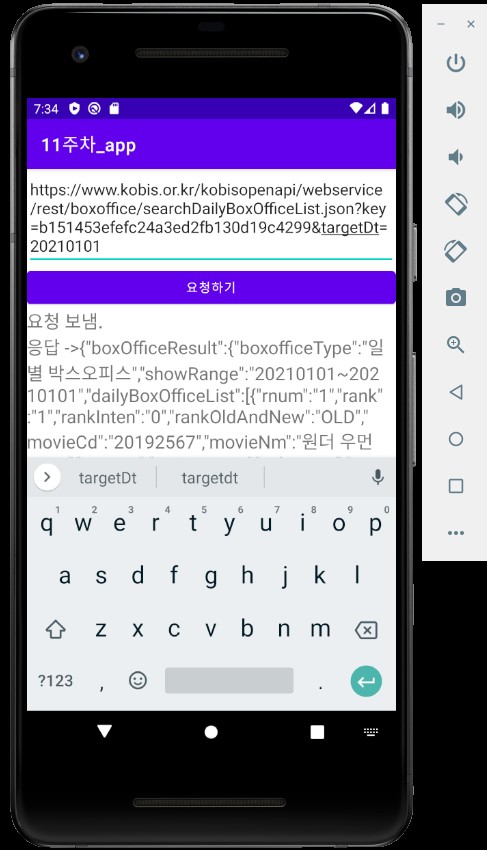 7:34
11주차_app
https://www.kobis.or.kr/kobisopenapi/webservice
/rest/boxoffice/searchDailyBoxOfficeList.json?key
=b151453efefc24a3ed2fb130d19c4299&targetDt=
20210101
요청하기
요청 보냄.
응답 ->{"boxOfficeResult":{"boxofficeType":"일
별 박스오피스","showRange":"20210101~202
10101","dailyBoxOfficeList":[{"rnum":"1","rank"
:"1","rankInten":"0","rankOldAndNew":"OLD","
movieCd":"20192567","movieNm":"원더 우먼
targetDt targetdt
1 2 3 4 5 6 7 8 9 0
q w e r t y u i o p
a s d f g h j k l
z x c v b n m
?123 , .